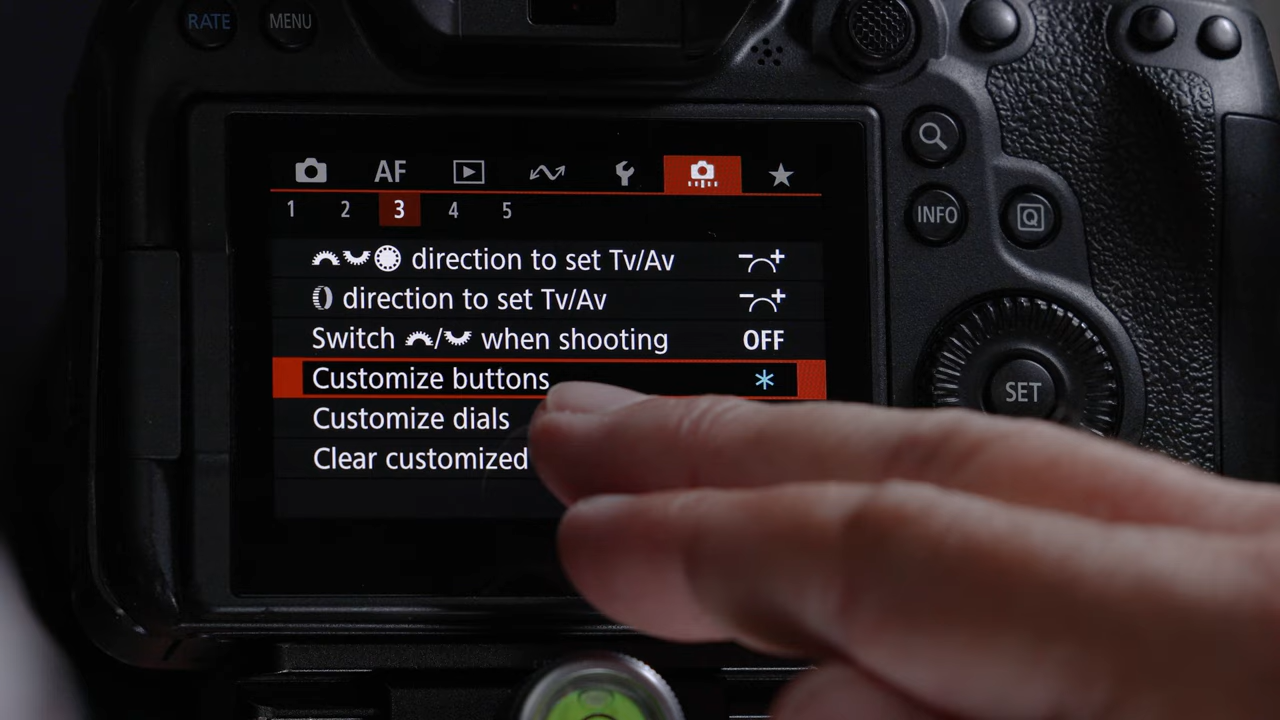 RATE MENU
AF
1 2 3 4 5
direction to set Tv/Av
direction to set Tv/Av
Switch / when shooting OFF
Customize buttons *
Customize dials
Clear customized
INFO Q
SET